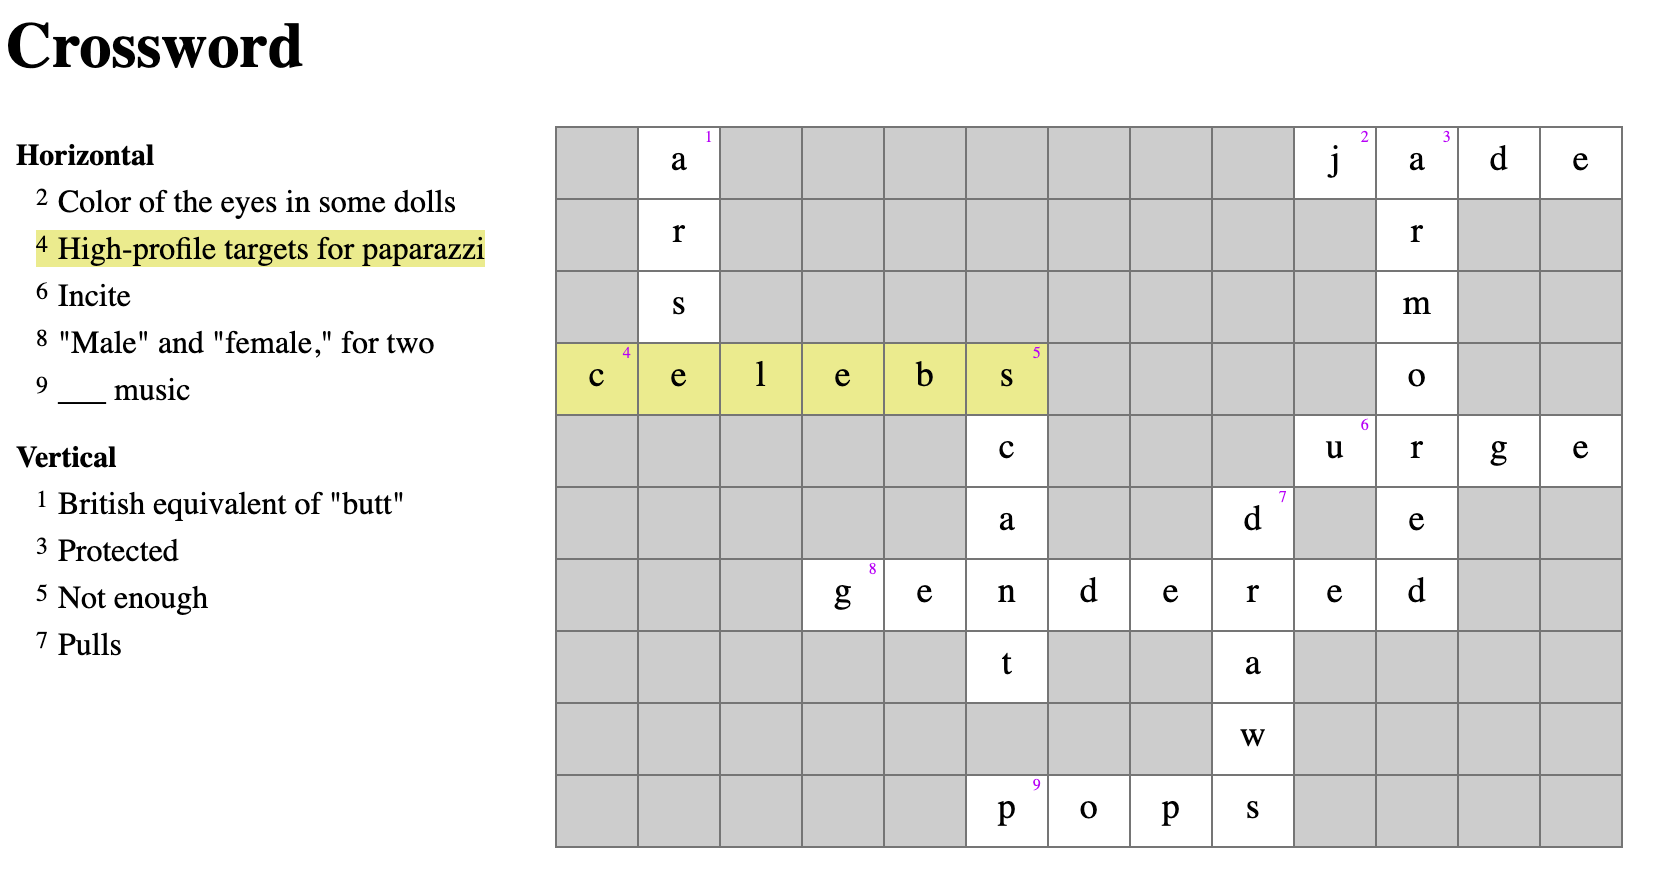 Crossword
Horizontal
2 Color of the eyes in some dolls
4 High-profile targets for paparazzi
6 Incite
8 "Male" and "female," for two
9 ___ music
Vertical
1 British equivalent of "butt"
3 Protected
5 Not enough
7 Pulls
a 1 j 2 a 3 d e
r r
s m
c 4 e l e b s 5 o
c u 6 r g e
a d 7 e
g 8 e n d e r e d
t a
w
p 9 o p s